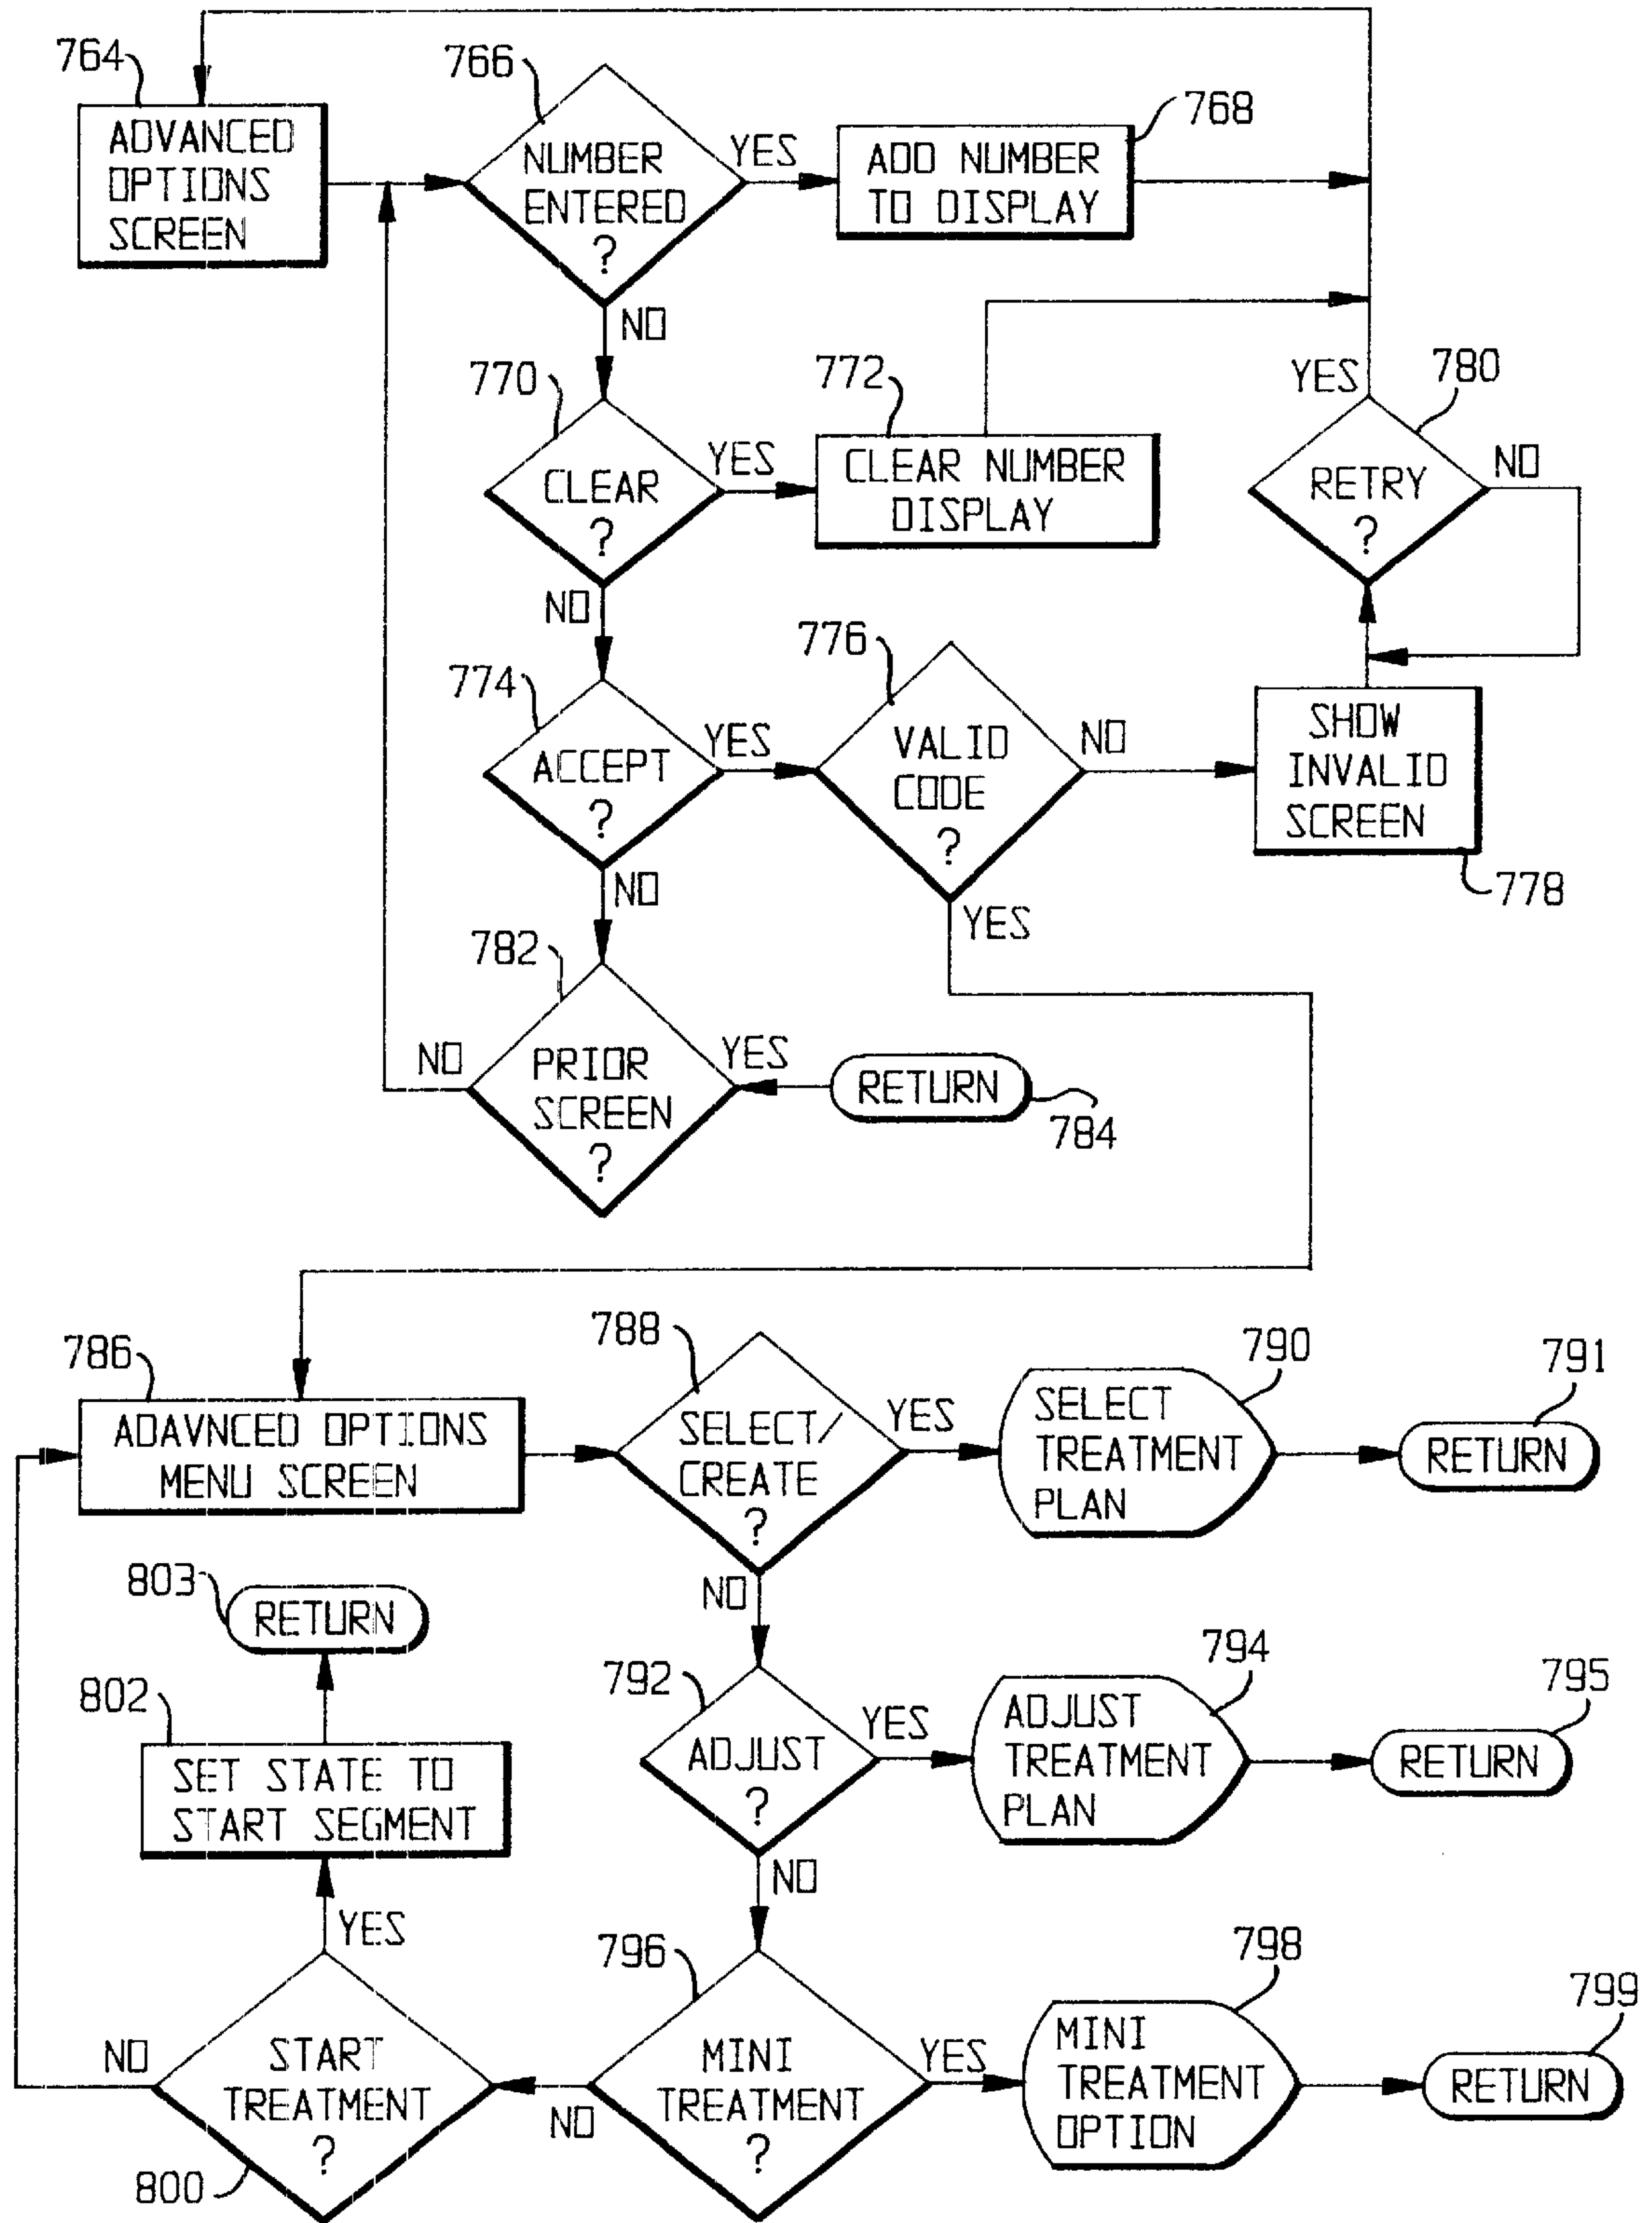 764
ADVANCED
OPTIONS
SCREEN
766
NUMBER
ENTERED
?
YES
NO
768
ADD NUMBER
TO DISPLAY
770
CLEAR
?
YES
NO
772
CLEAR NUMBER
DISPLAY
YES
780
RETRY
?
NO
774
ACCEPT
?
YES
NO
776
VALID
CODE
?
NO
YES
SHOW
INVALID
SCREEN
778
782
PRIOR
SCREEN
?
NO
YES
RETURN
784
786
ADAVNCED OPTIONS
MENU SCREEN
788
SELECT/
CREATE
?
YES
NO
790
SELECT
TREATMENT
PLAN
791
RETURN
803
RETURN
802
SET STATE TO
START SEGMENT
YES
792
ADJUST
?
YES
NO
794
ADJUST
TREATMENT
PLAN
795
RETURN
796
MINI
TREATMENT
?
YES
NO
798
MINI
TREATMENT
OPTION
799
RETURN
NO
START
TREATMENT
?
800